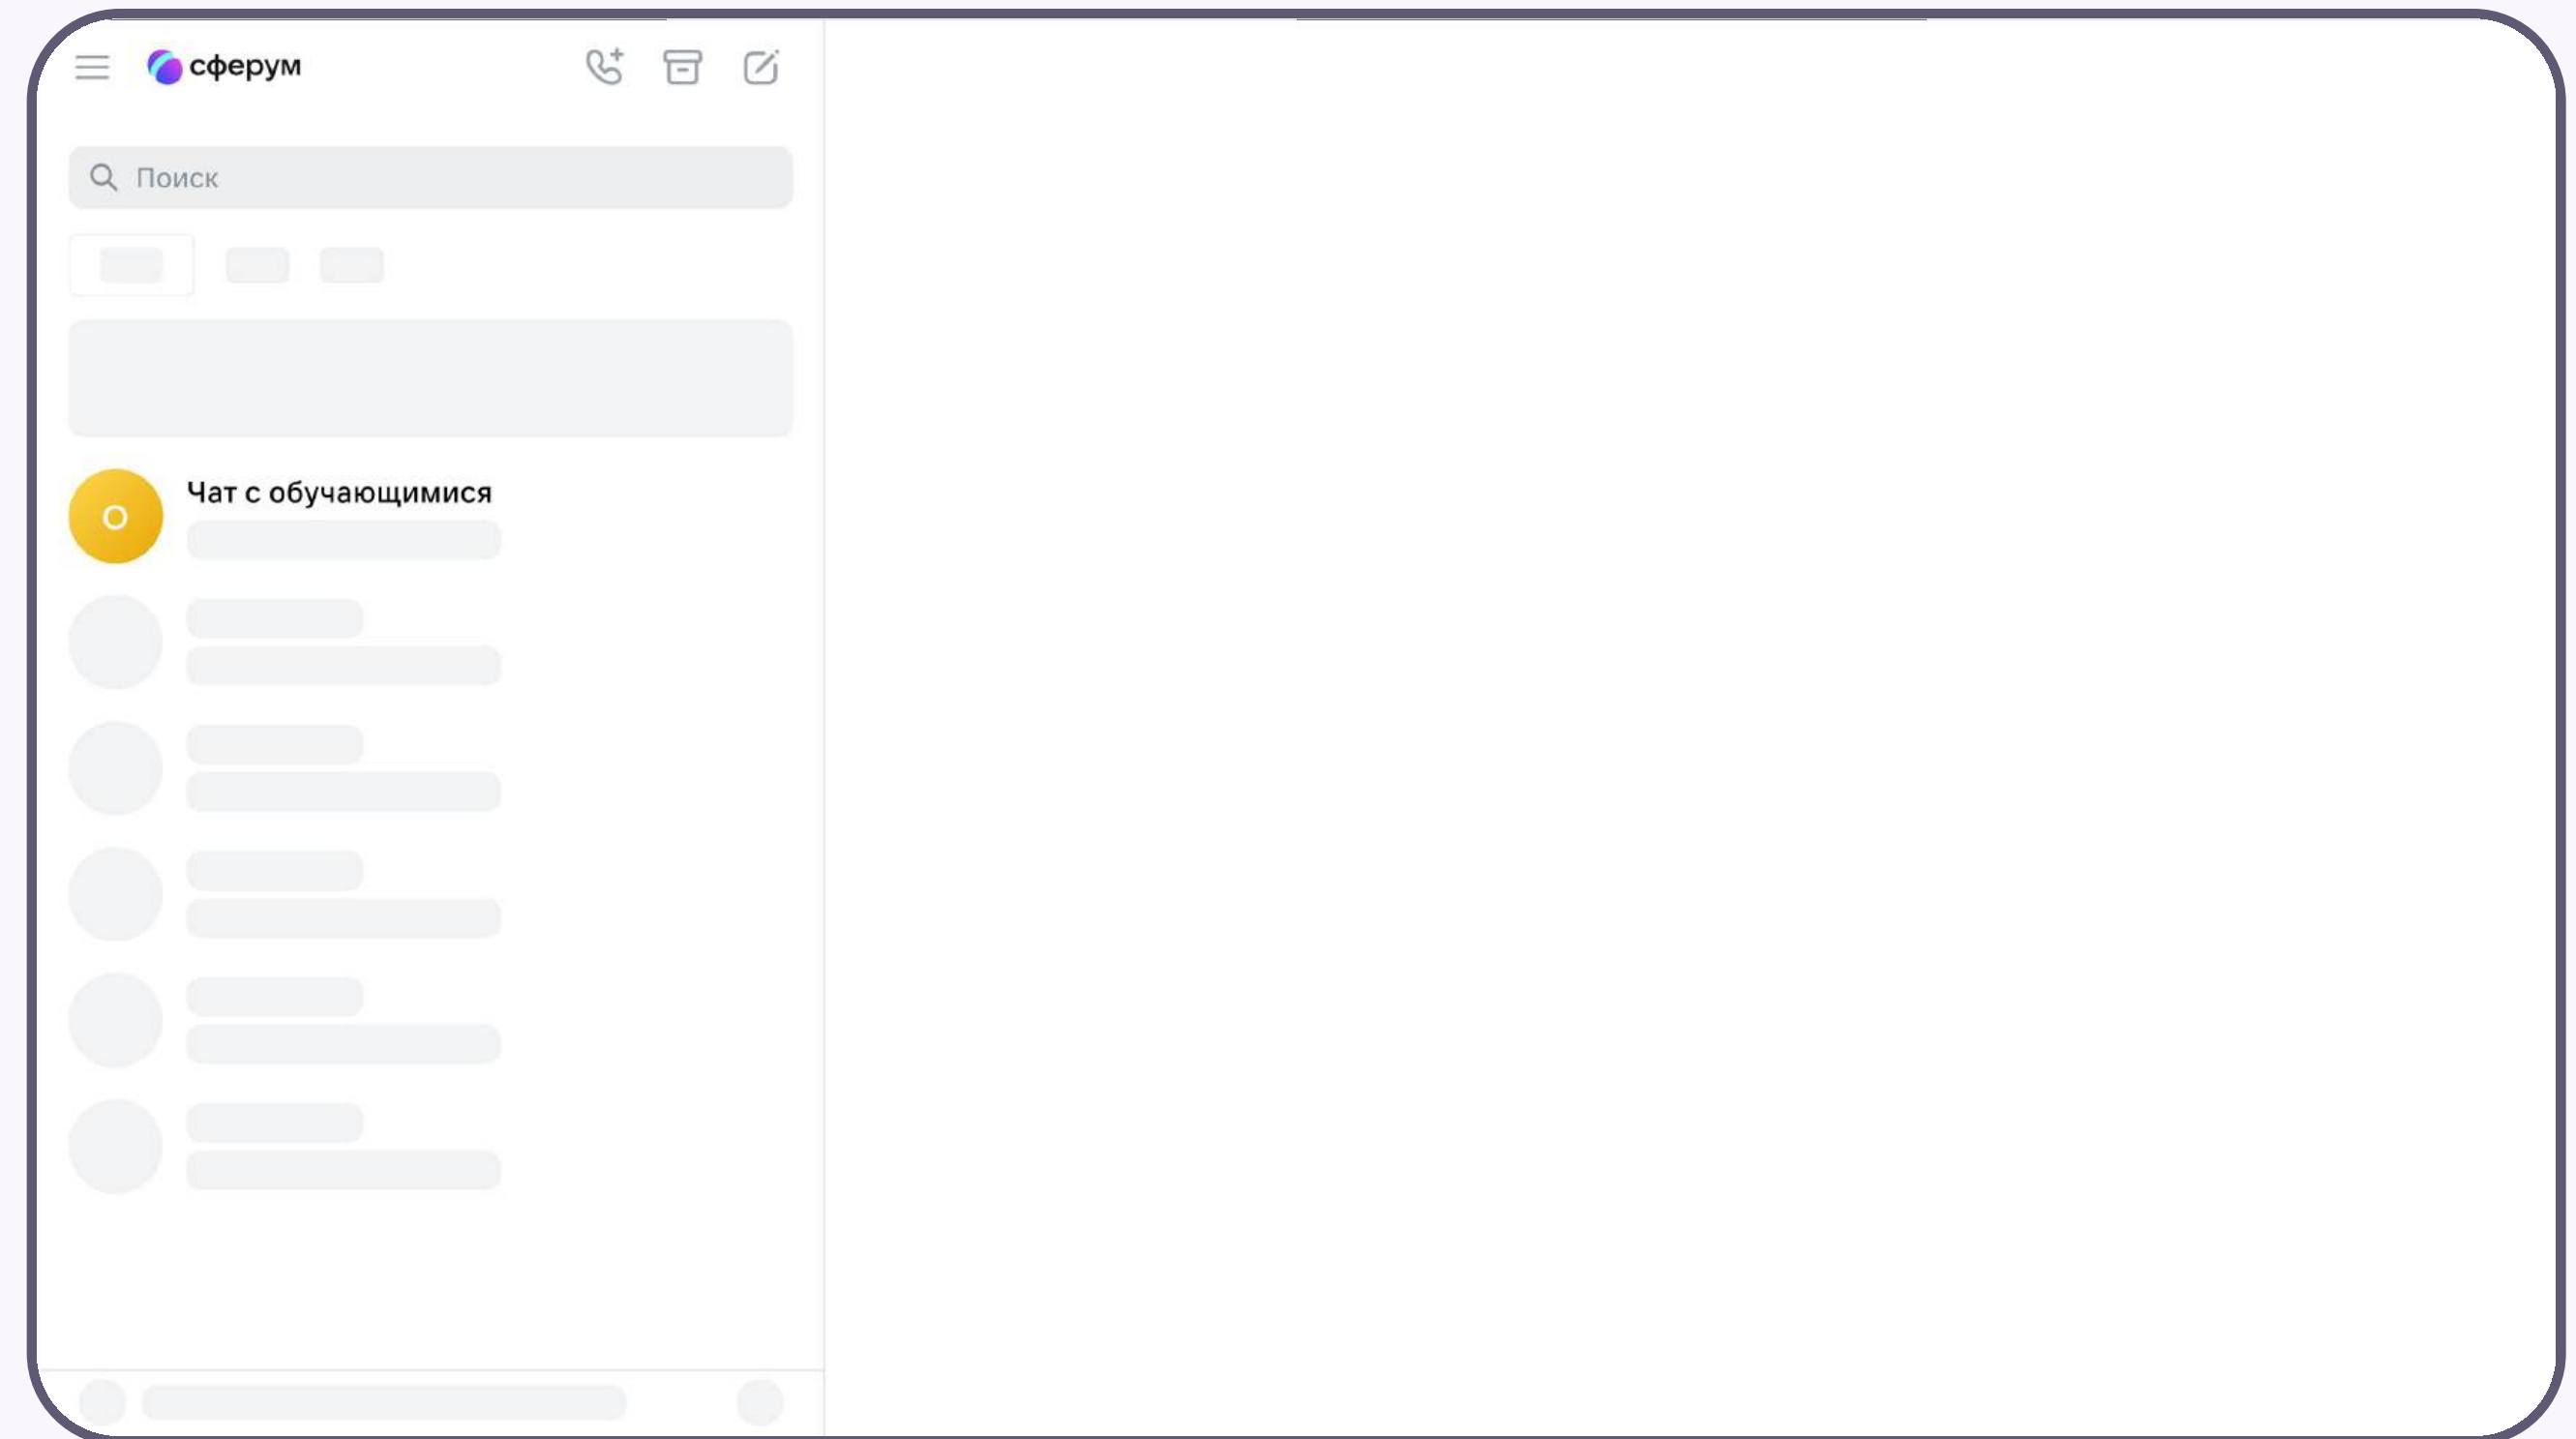 сферум
Поиск
О
Чат с обучающимися